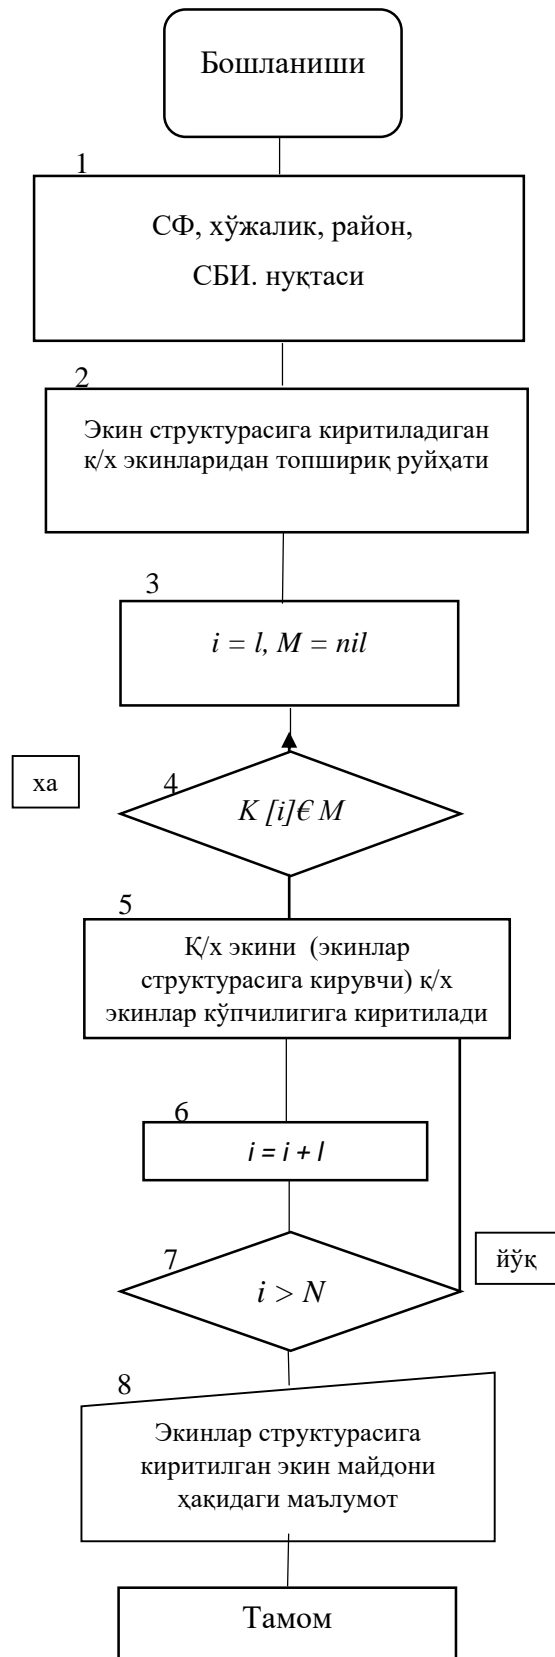 Бошланиши
1
СФ, хўжалик, район,
СБИ. нуқтаси
2
Экин структурасига киритиладиган
қ/х экинларидан топшириқ руйҳати
3
i = l, M = nil
ха
4
K [i]€ M
5
Қ/х экини (экинлар
структурасига кирувчи) қ/х
экинлар кўпчилигига киритилади
6
i = i + l
7
йўқ
i > N
8
Экинлар структурасига
киритилган экин майдони
ҳақидаги маълумот
Тамом